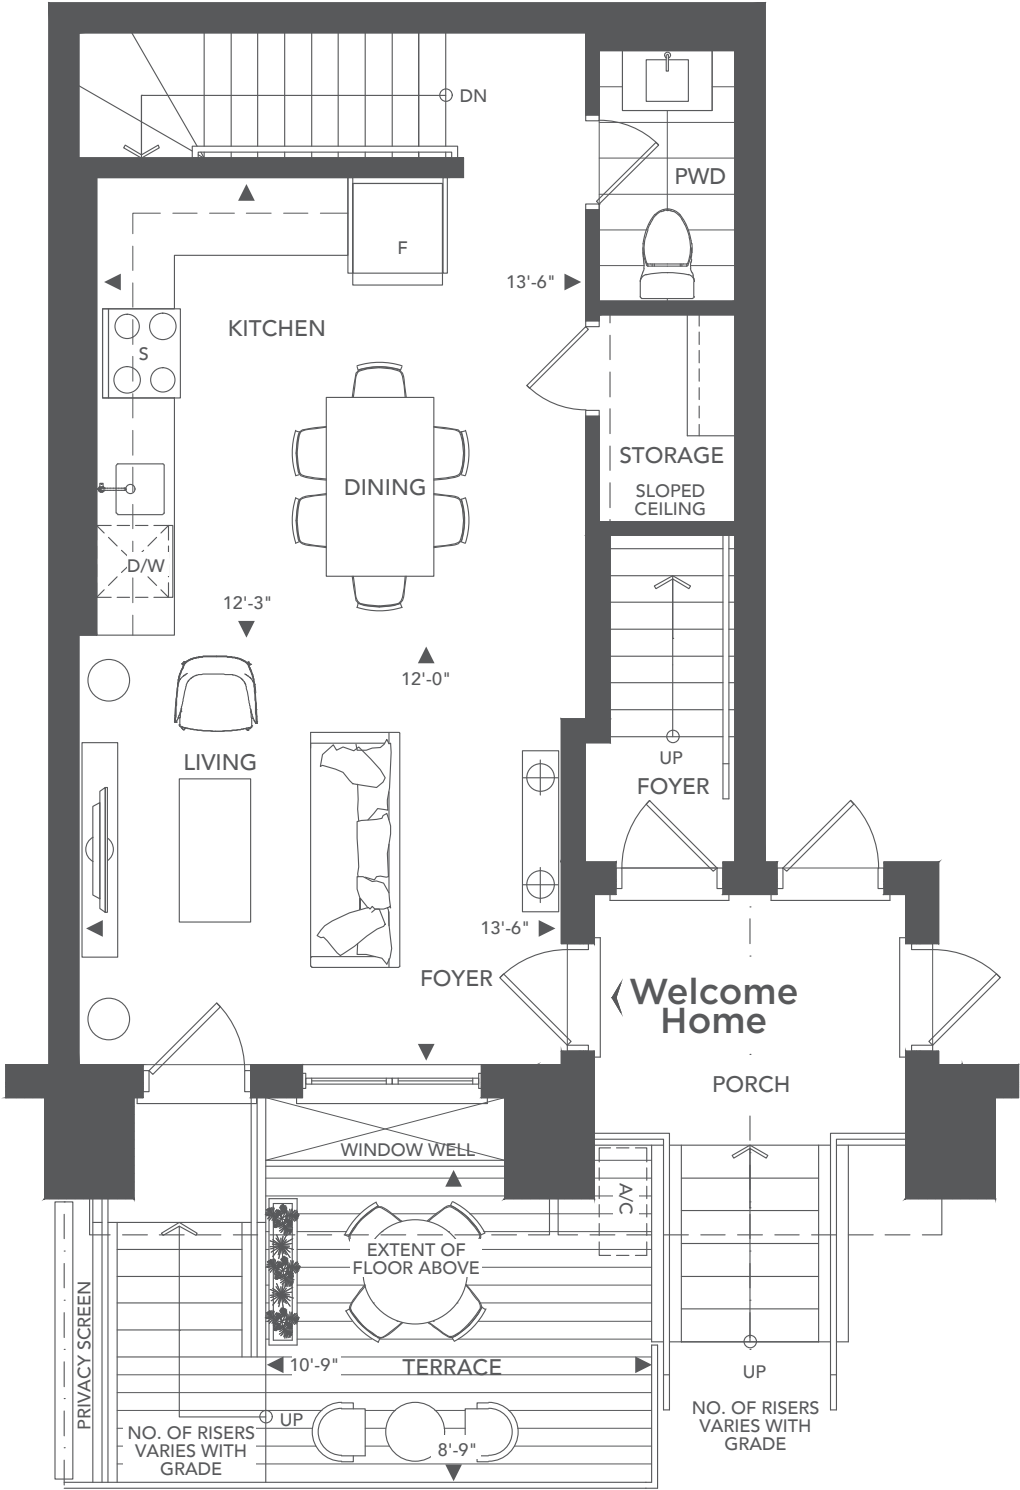 DN
PWD
F
13'-6"
KITCHEN
S
STORAGE
DINING
SLOPED
CEILING
D/W
12'-3"
12'-0"
UP
LIVING
FOYER
13'-6"
FOYER
Welcome
Home
PORCH
WINDOW WELL
A/C
EXTENT OF
FLOOR ABOVE
PRIVACY SCREEN
10'-9"
TERRACE
UP
NO. OF RISERS
VARIES WITH
GRADE
UP
NO. OF RISERS
VARIES WITH
GRADE
8'-9"